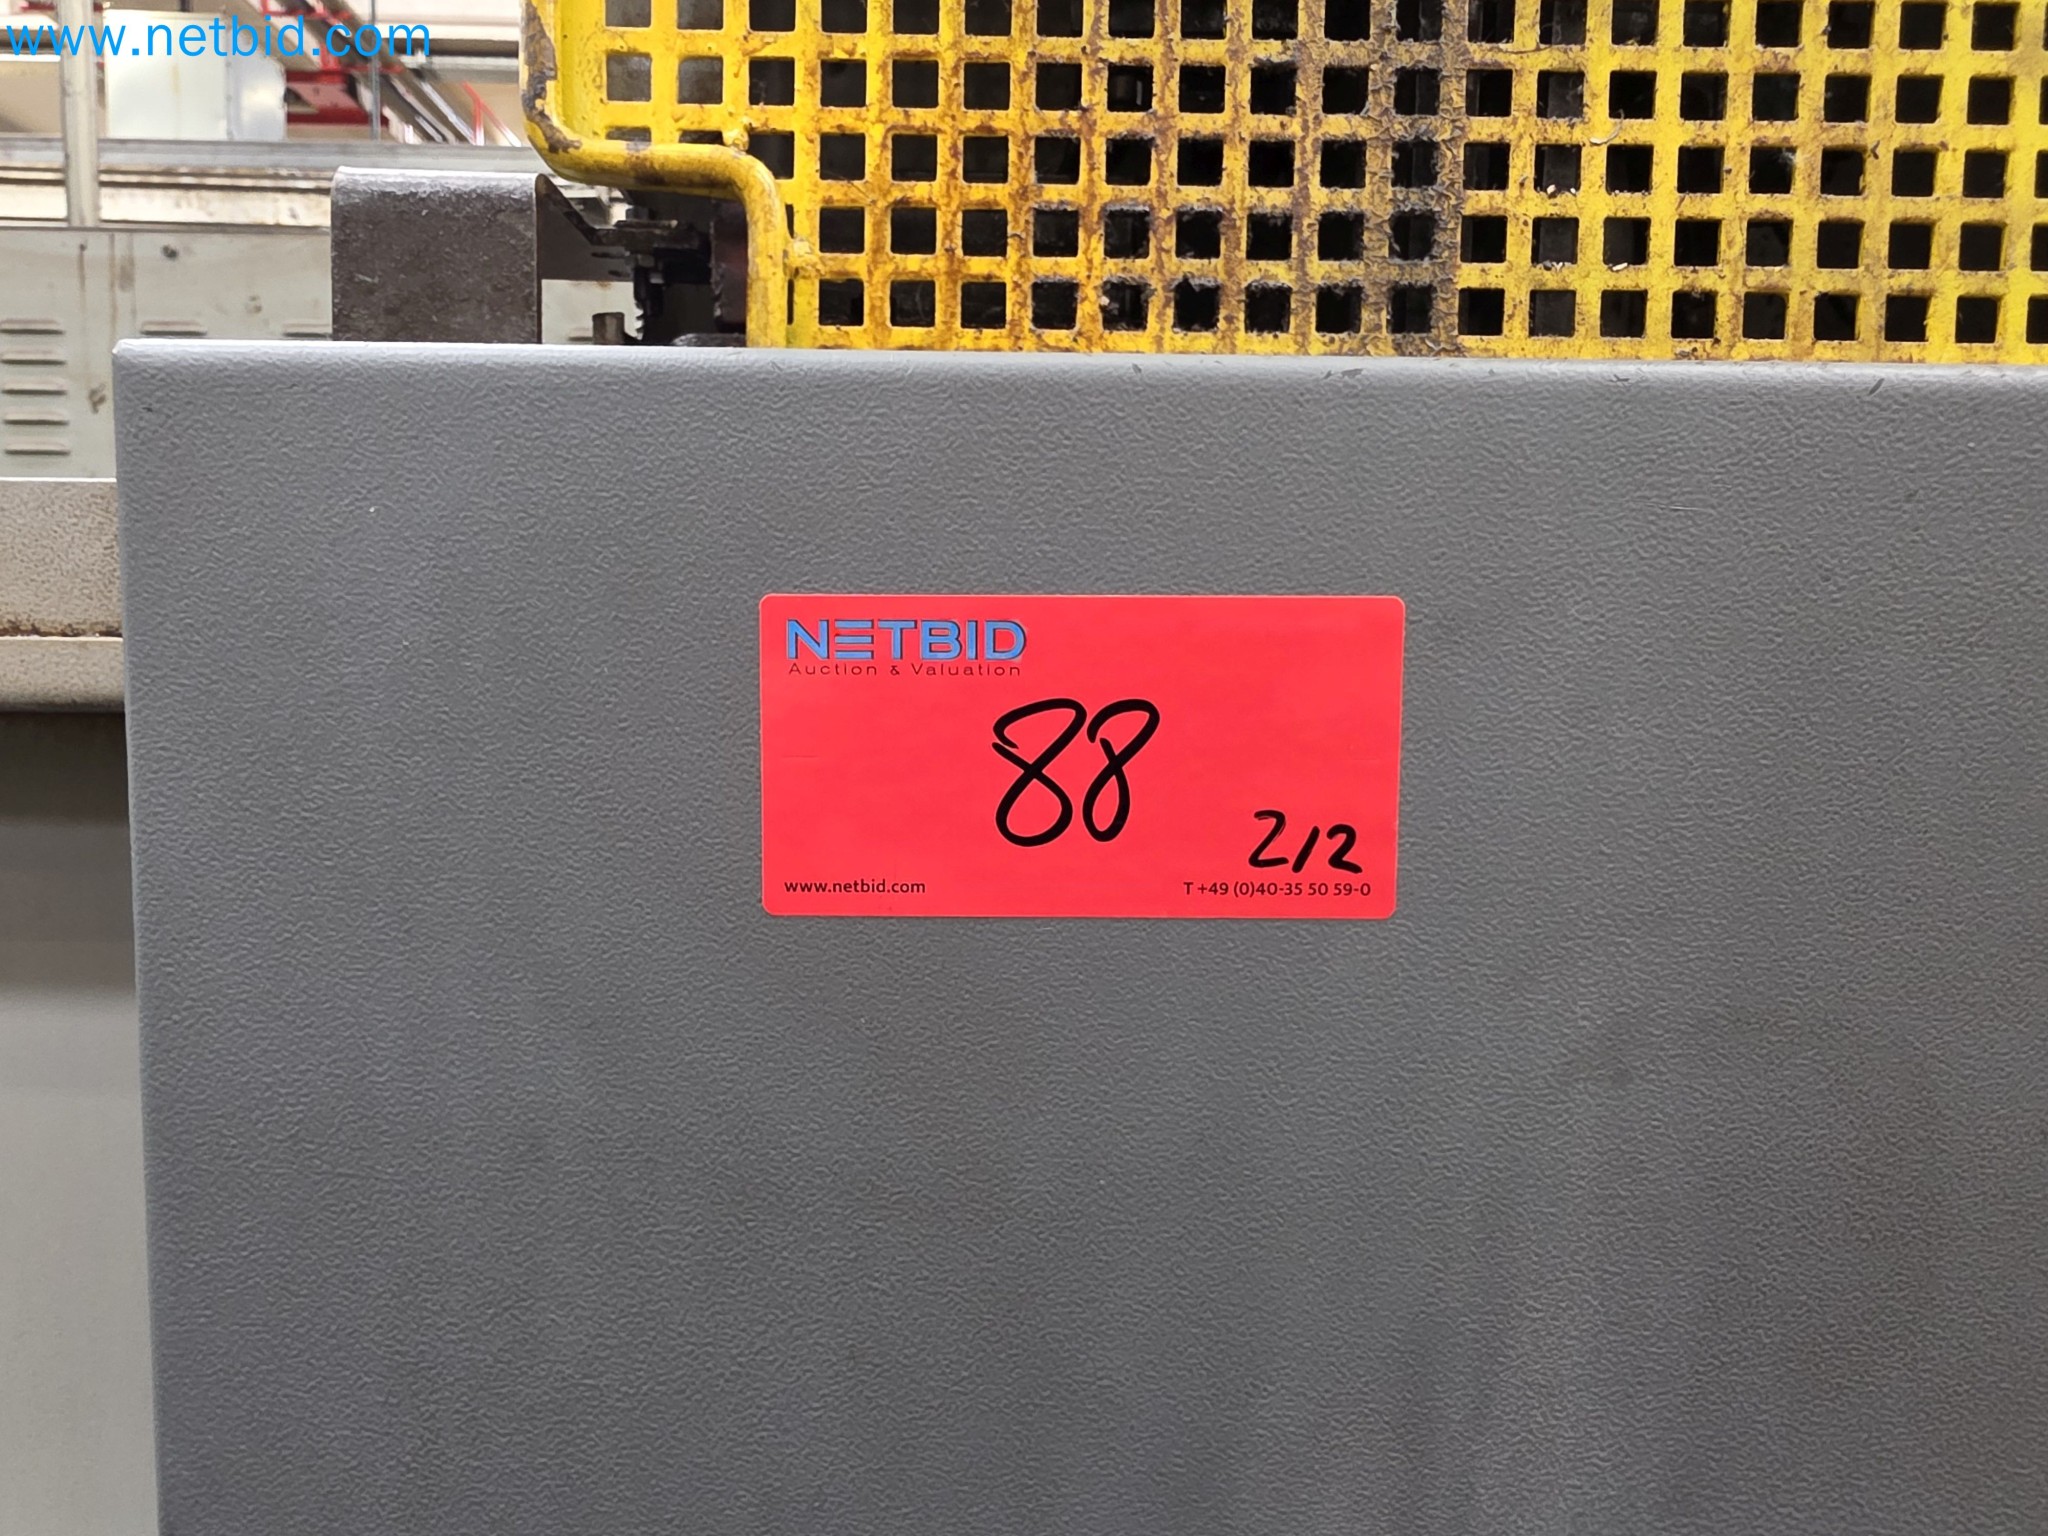 www.netbid.com
NETBID
Auction & Valuation
88
2/2
www.netbid.com
T +49 (0)40-35 50 59-0